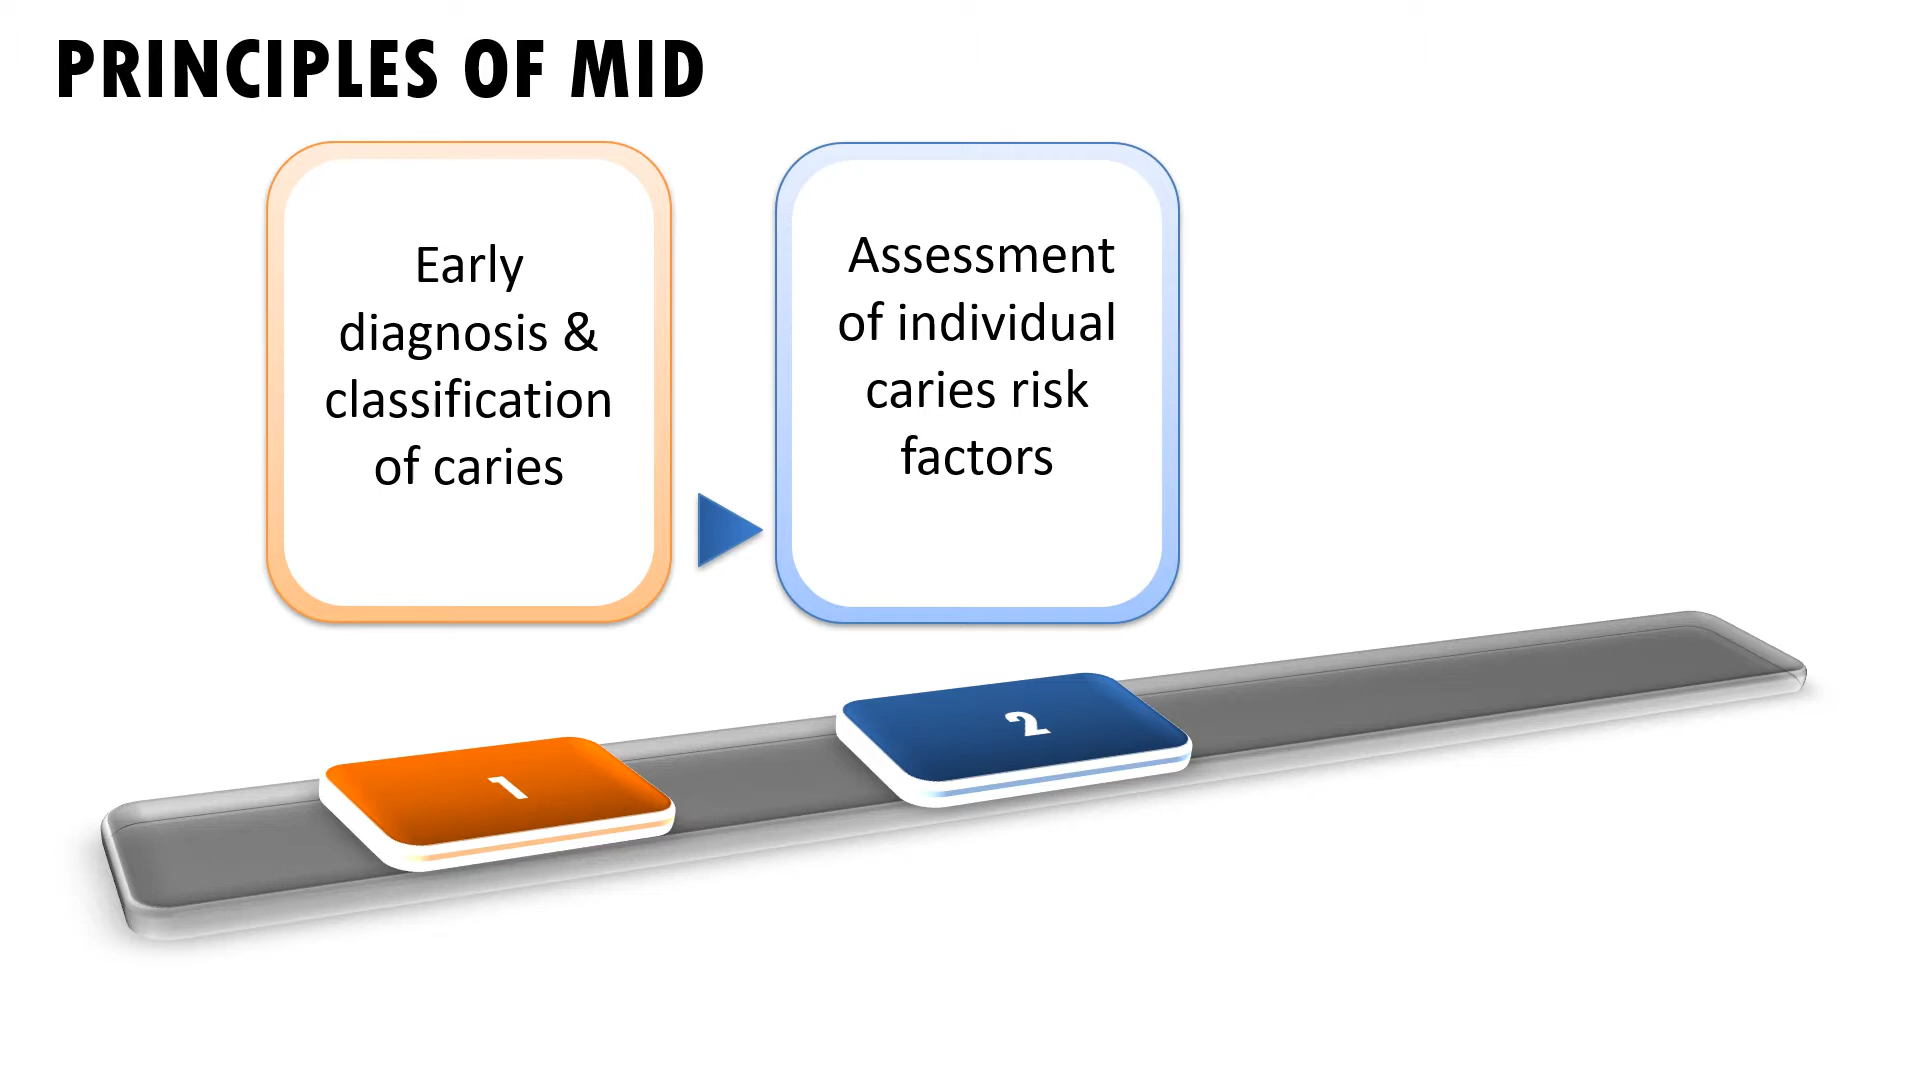 PRINCIPLES OF MID
Early
diagnosis &
classification
of caries
Assessment
of individual
caries risk
factors
1
2